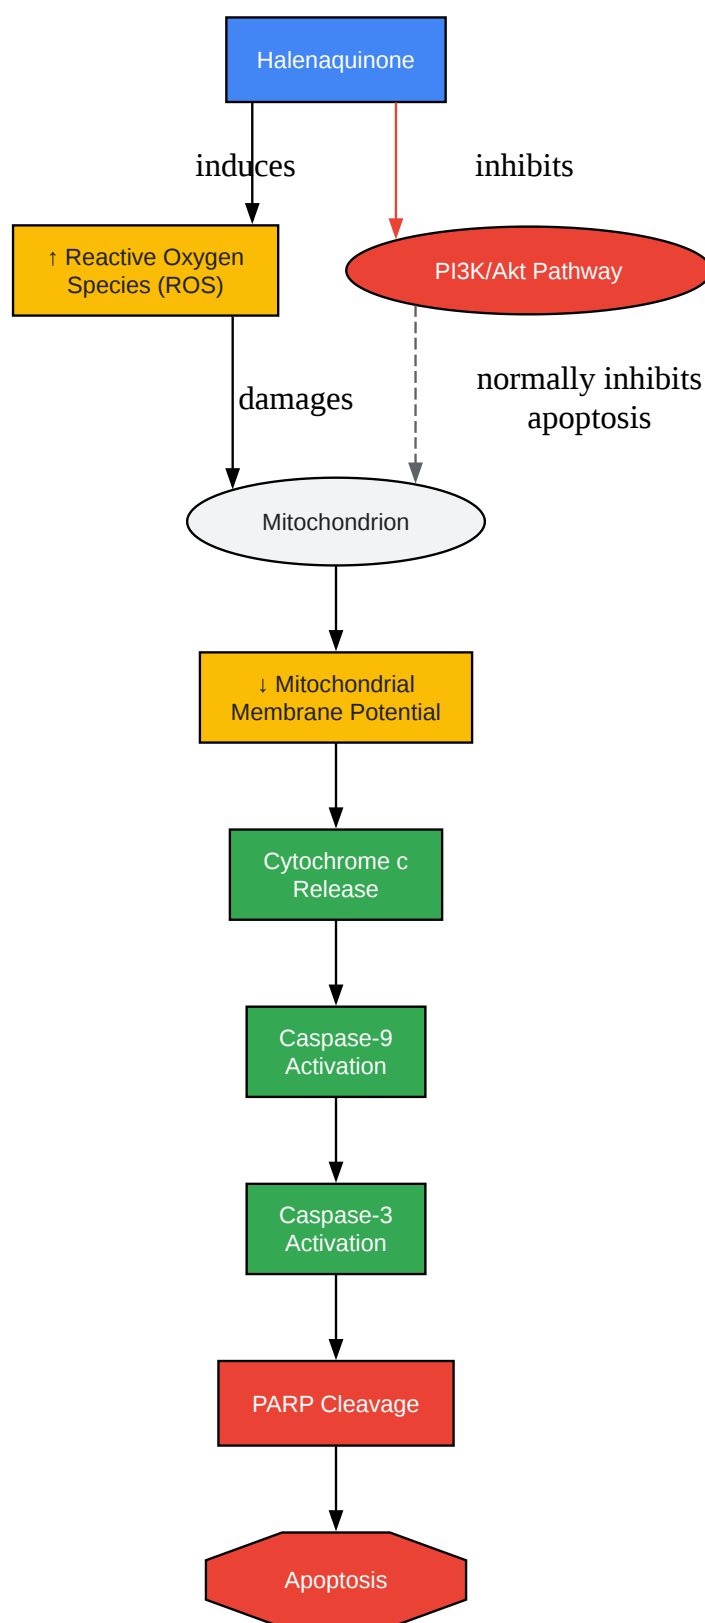 Halenaquinone
induces
inhibits
↑ Reactive Oxygen
Species (ROS)
PI3K/Akt Pathway
damages
normally inhibits
apoptosis
Mitochondrion
↓ Mitochondrial
Membrane Potential
Cytochrome c
Release
Caspase-9
Activation
Caspase-3
Activation
PARP Cleavage
Apoptosis